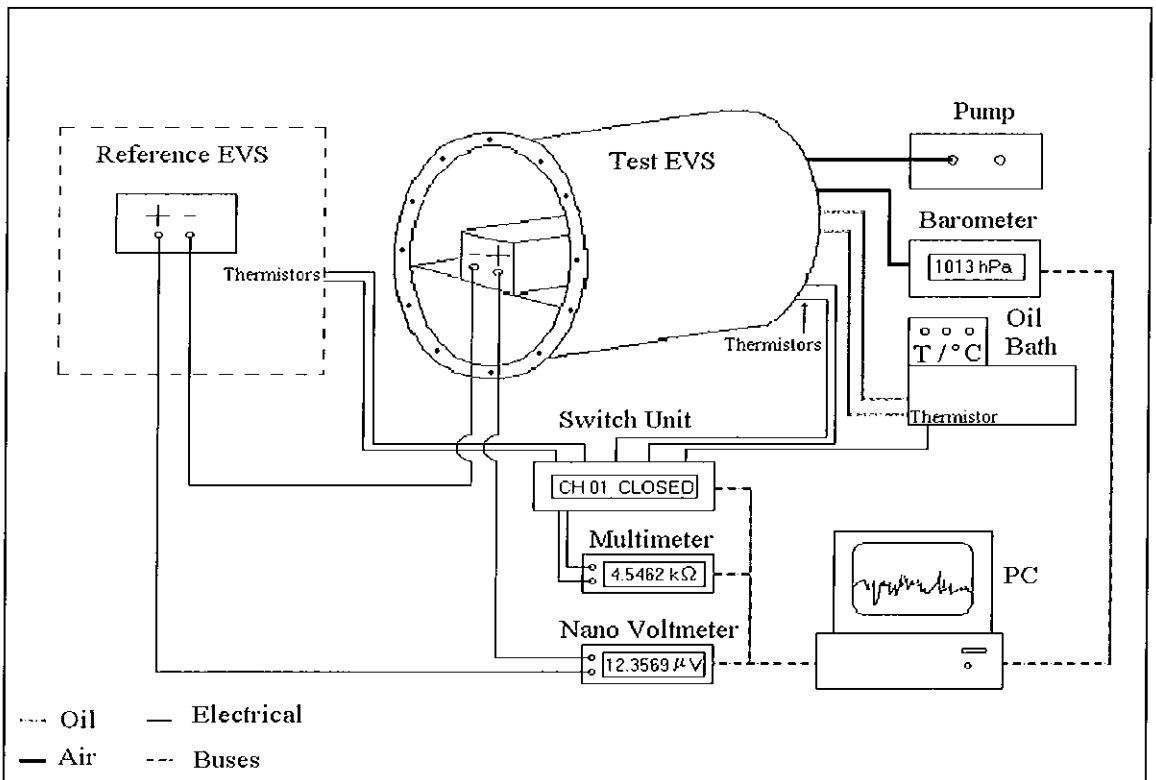 Pump
Reference EVS
Test EVS
+ -
Barometer
- +
1013 hPa
Thermistors
Oil
Bath
T / °C
Thermistors
Thermistor
Switch Unit
CH 01 CLOSED
Multimeter
4.5462 kΩ
PC
Nano Voltmeter
12.3569 μV
Oil
Electrical
Air
Buses